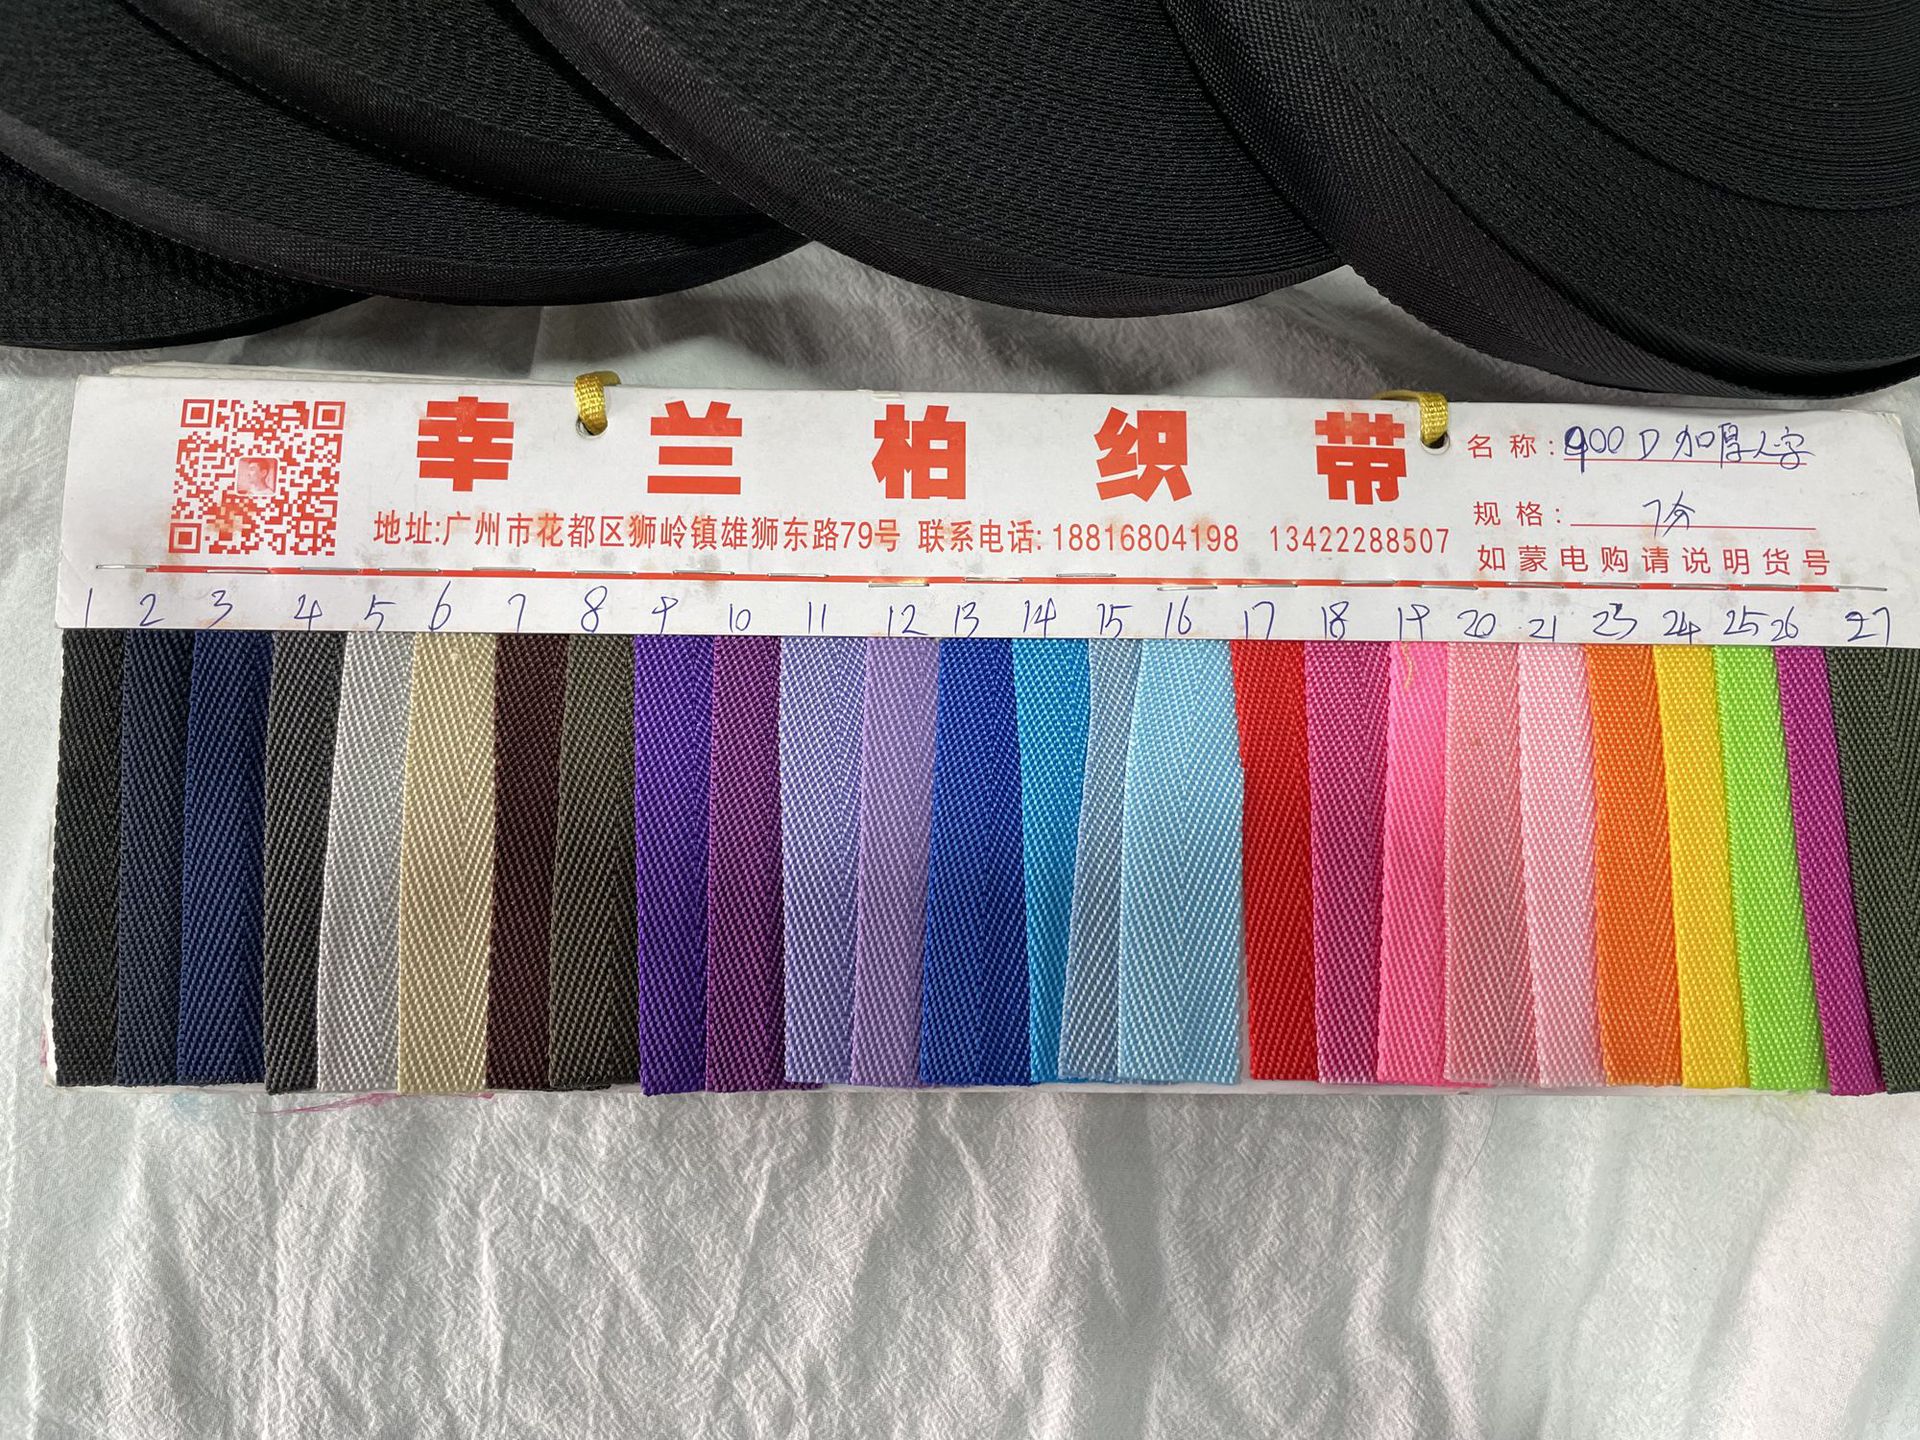 幸兰柏织带
地址:广州市花都区狮岭镇雄狮东路79号 联系电话: 18816804198 13422288507
名称: 900D加厚人字
规格: 7分
如蒙电购请说明货号
1 2 3 4 5 6 7 8 9 10 11 12 13 14 15 16 17 18 19 20 21 23 24 25 26 27